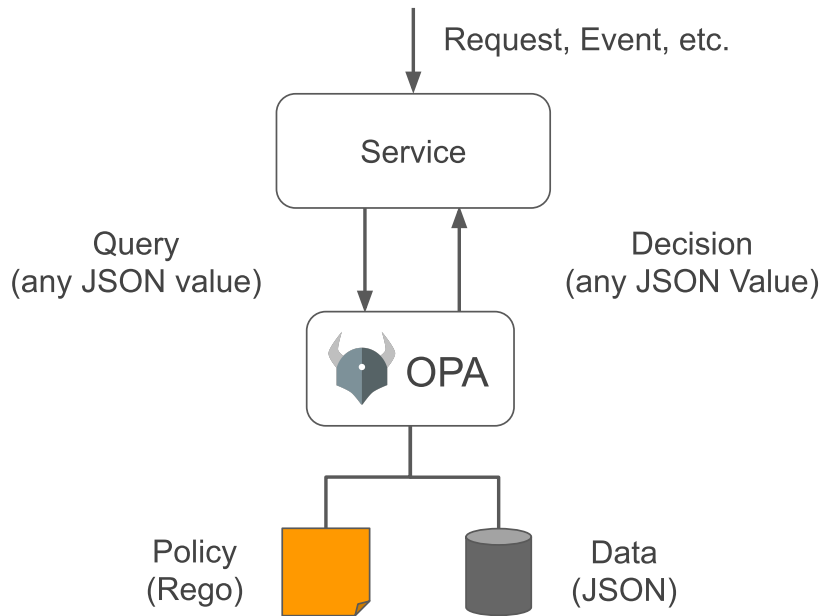 Request, Event, etc.
Service
Query
(any JSON value)
Decision
(any JSON Value)
OPA
Policy
(Rego)
Data
(JSON)